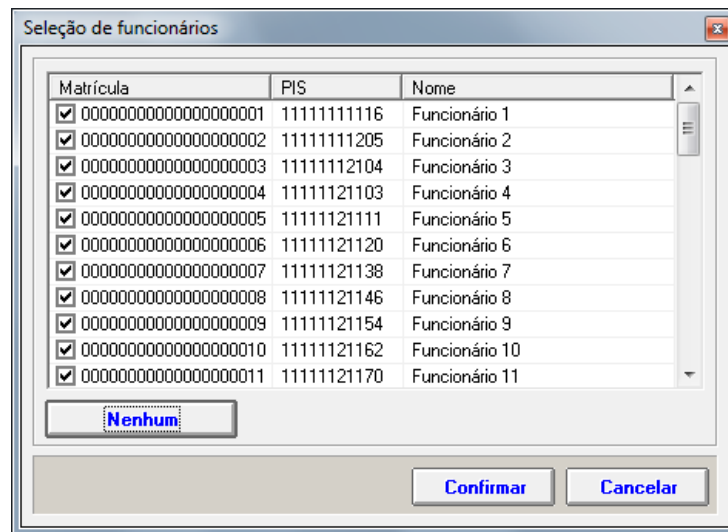 Seleção de funcionários
Matrícula PIS Nome
00000000000000000001 11111111116 Funcionário 1
00000000000000000002 11111111205 Funcionário 2
00000000000000000003 11111112104 Funcionário 3
00000000000000000004 11111121103 Funcionário 4
00000000000000000005 11111121111 Funcionário 5
00000000000000000006 11111121120 Funcionário 6
00000000000000000007 11111121138 Funcionário 7
00000000000000000008 11111121146 Funcionário 8
00000000000000000009 11111121154 Funcionário 9
00000000000000000010 11111121162 Funcionário 10
00000000000000000011 11111121170 Funcionário 11
Nenhum
Confirmar Cancelar